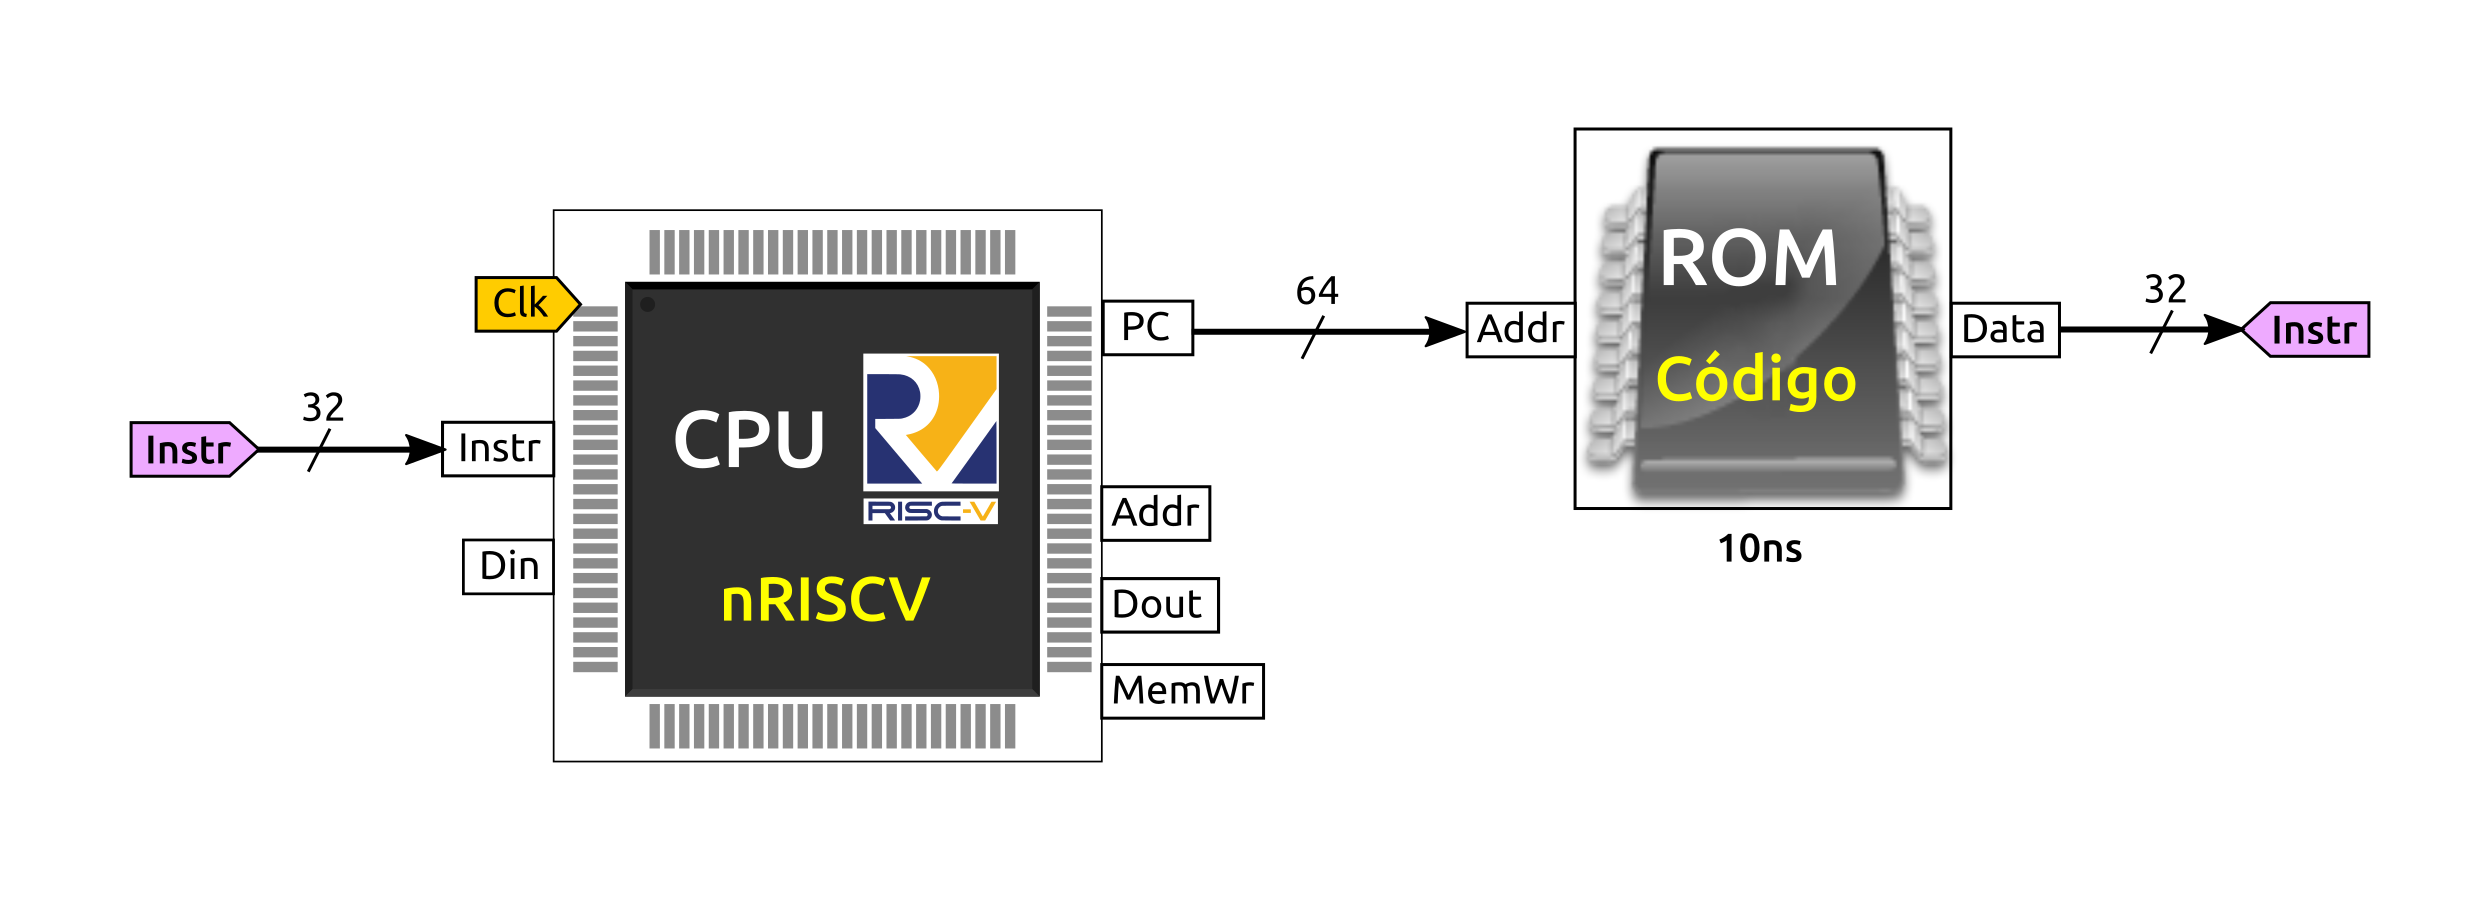 Clk
32
Instr
Instr
Din
CPU
RISC-V
nRISCV
PC
Addr
Dout
MemWr
64
Addr
ROM
Código
10ns
Data
32
Instr